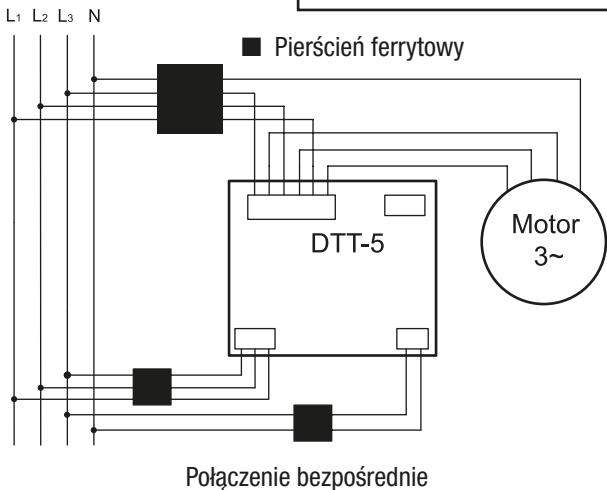 L₁ L₂ L₃ N
Pierścień ferrytowy
DTT-5
Motor
3~
Połączenie bezpośrednie